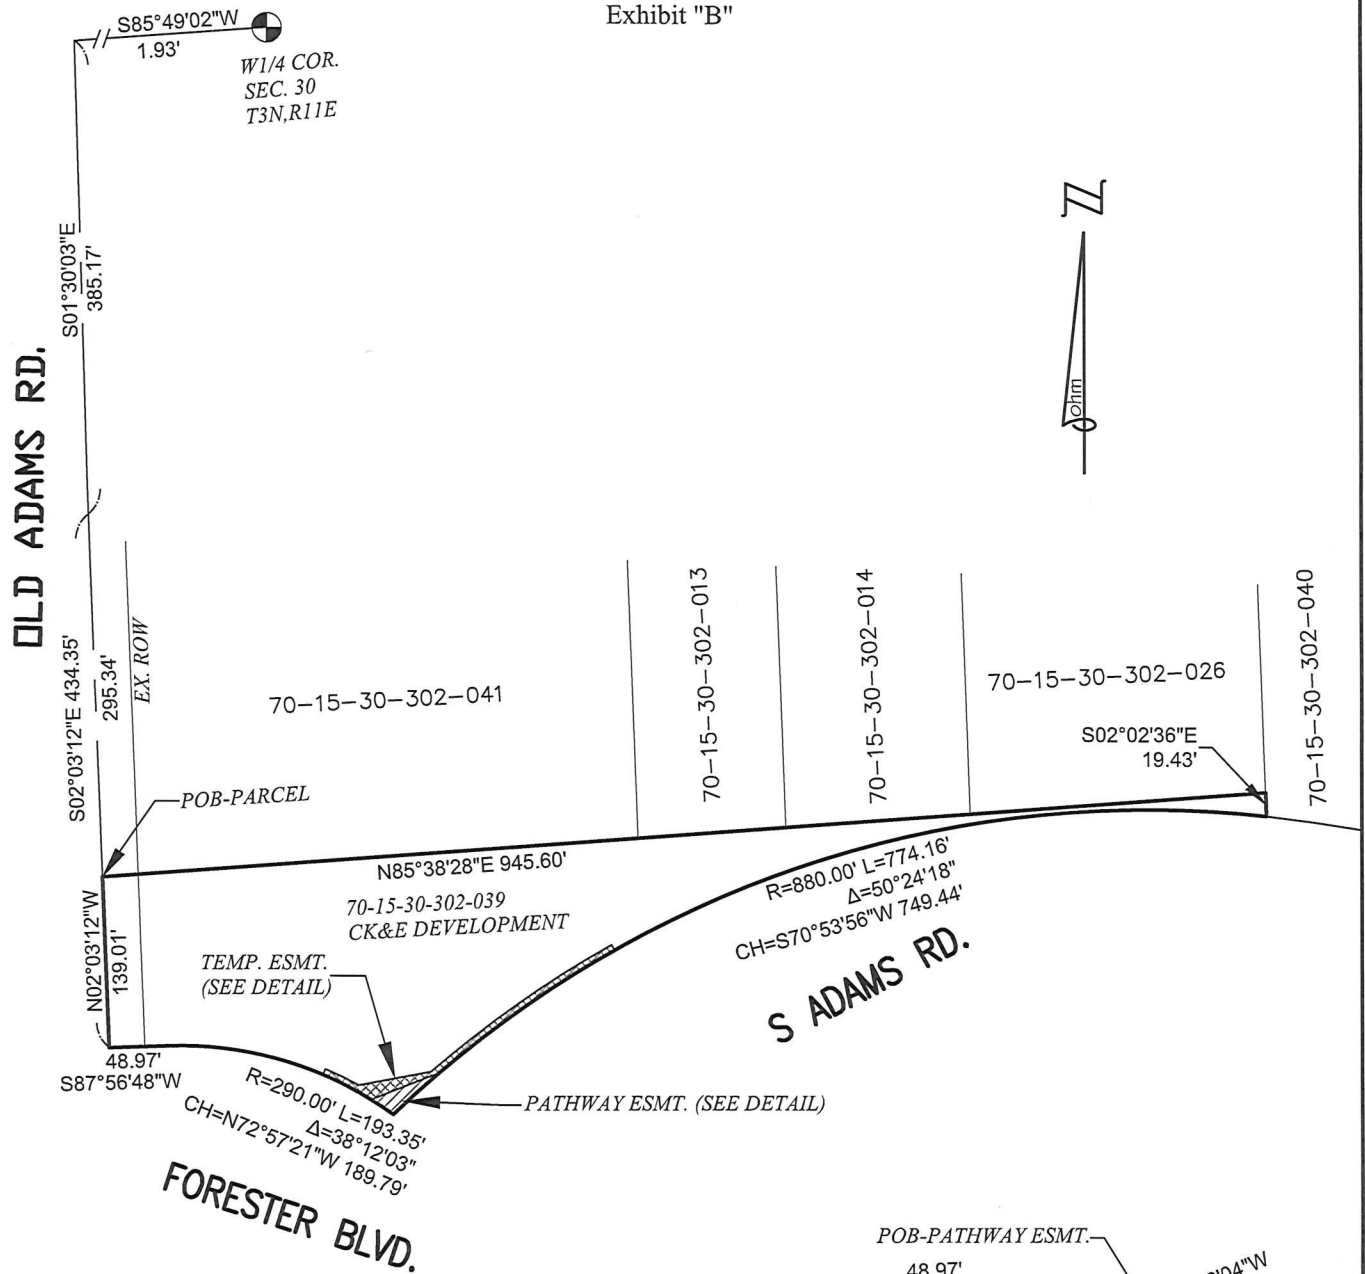 Exhibit "B"
S85°49'02"W
1.93'
W1/4 COR.
SEC. 30
T3N,R11E
S01°30'03"E
385.17'
OLD ADAMS RD.
ohm
S02°03'12"E 434.35'
295.34'
EX. ROW
70-15-30-302-041
70-15-30-302-013
70-15-30-302-014
70-15-30-302-026
70-15-30-302-040
S02°02'36"E
19.43'
POB-PARCEL
N85°38'28"E 945.60'
70-15-30-302-039
CK&E DEVELOPMENT
N02°03'12"W
139.01'
TEMP. ESMT.
(SEE DETAIL)
R=880.00' L=774.16'
Δ=50°24'18"
CH=S70°53'56"W 749.44'
S ADAMS RD.
48.97'
S87°56'48"W
R=290.00' L=193.35'
Δ=38°12'03"
CH=N72°57'21"W 189.79'
PATHWAY ESMT. (SEE DETAIL)
FORESTER BLVD.
POB-PATHWAY ESMT.
48.97'